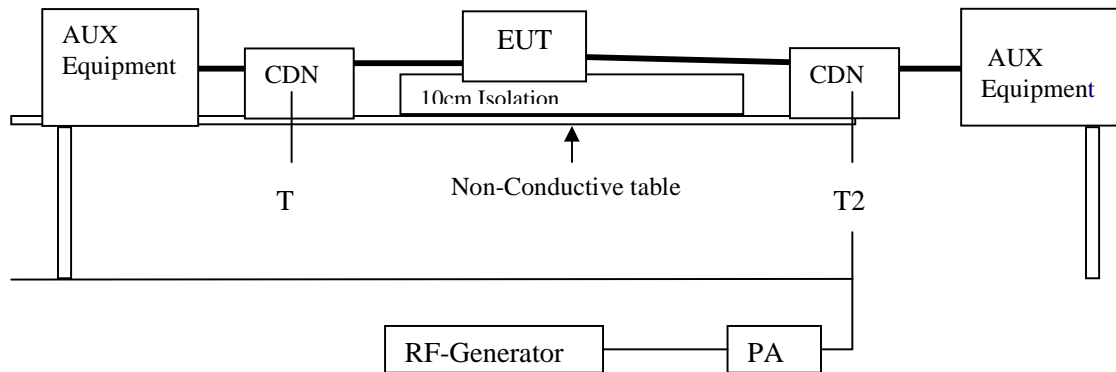 AUX
Equipment
CDN
EUT
10cm Isolation
CDN
AUX
Equipment
T
Non-Conductive table
T2
RF-Generator
PA